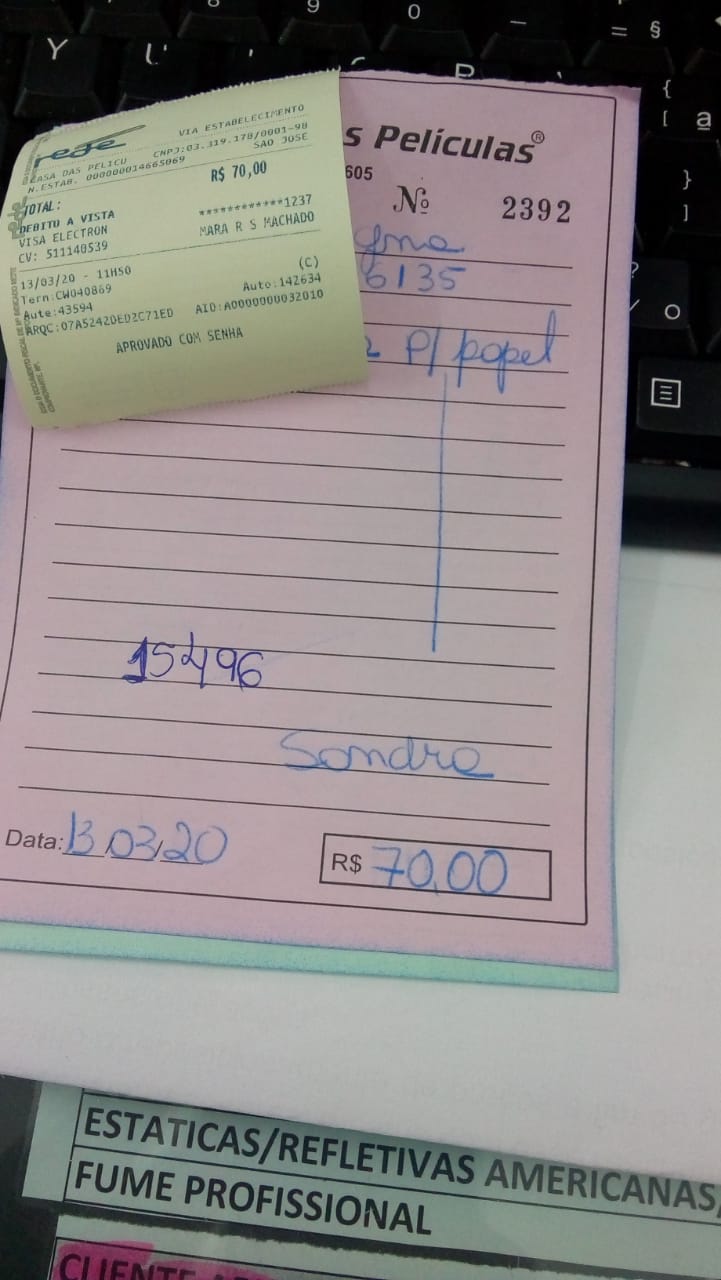 rede
VIA ESTABELECIMENTO
CNPJ:03.319.178/0001-98
CASA DAS PELICU SAO JOSE
N.ESTAB. 000000014665069
TOTAL: R$ 70,00
DEBITO A VISTA ************1237
VISA ELECTRON MARA R S MACHADO
CV: 511140539
13/03/20 - 11H50 (C)
Term:CW040869 Auto:142634
Aute:43594 AID:A0000000032010
ARQC:07A5242DED2C71ED
APROVADO COM SENHA
s Películas®
605
Nº 2392
6135
P/ papel
15496
Sandra
Data: 13/03/20
R$ 70,00
ESTATICAS/REFLETIVAS AMERICANAS/
FUME PROFISSIONAL
CLIENTE